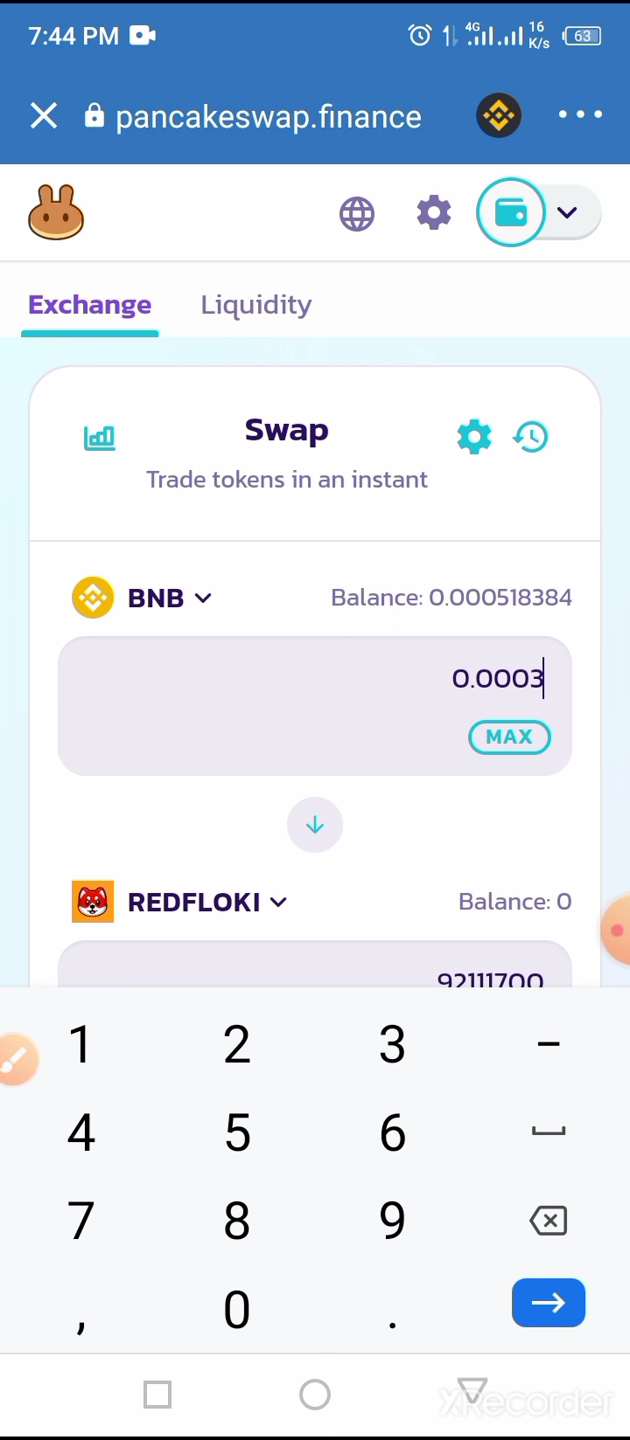 7:44 PM
4G
16
K/s
63
pancakeswap.finance
Exchange
Liquidity
Swap
Trade tokens in an instant
BNB
Balance: 0.000518384
0.0003
MAX
REDFLOKI
Balance: 0
92111700
1 2 3 –
4 5 6
7 8 9
, 0 .
XRecorder